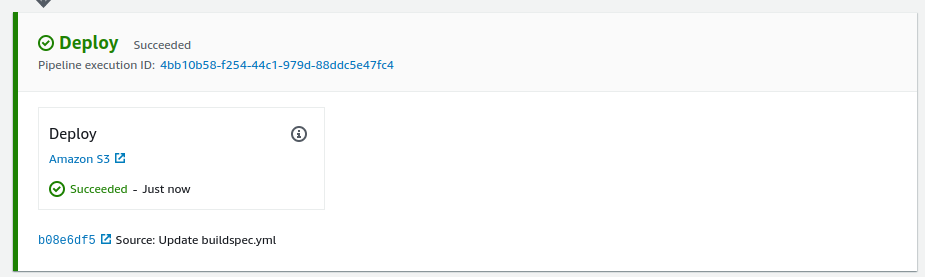 Deploy Succeeded
Pipeline execution ID: 4bb10b58-f254-44c1-979d-88ddc5e47fc4
Deploy
Amazon S3
Succeeded - Just now
b08e6df5 Source: Update buildspec.yml